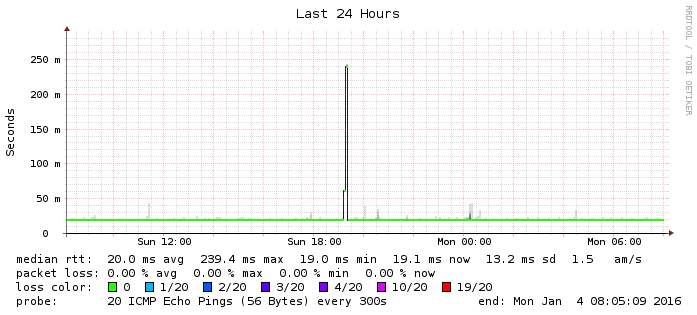 Last 24 Hours
RRDTOOL / TOBI OETIKER
Seconds
250 m
200 m
150 m
100 m
50 m
0
Sun 12:00 Sun 18:00 Mon 00:00 Mon 06:00
median rtt: 20.0 ms avg 239.4 ms max 19.0 ms min 19.1 ms now 13.2 ms sd 1.5 am/s
packet loss: 0.00 % avg 0.00 % max 0.00 % min 0.00 % now
loss color: 0 1/20 2/20 3/20 4/20 10/20 19/20
probe: 20 ICMP Echo Pings (56 Bytes) every 300s end: Mon Jan 4 08:05:09 2016